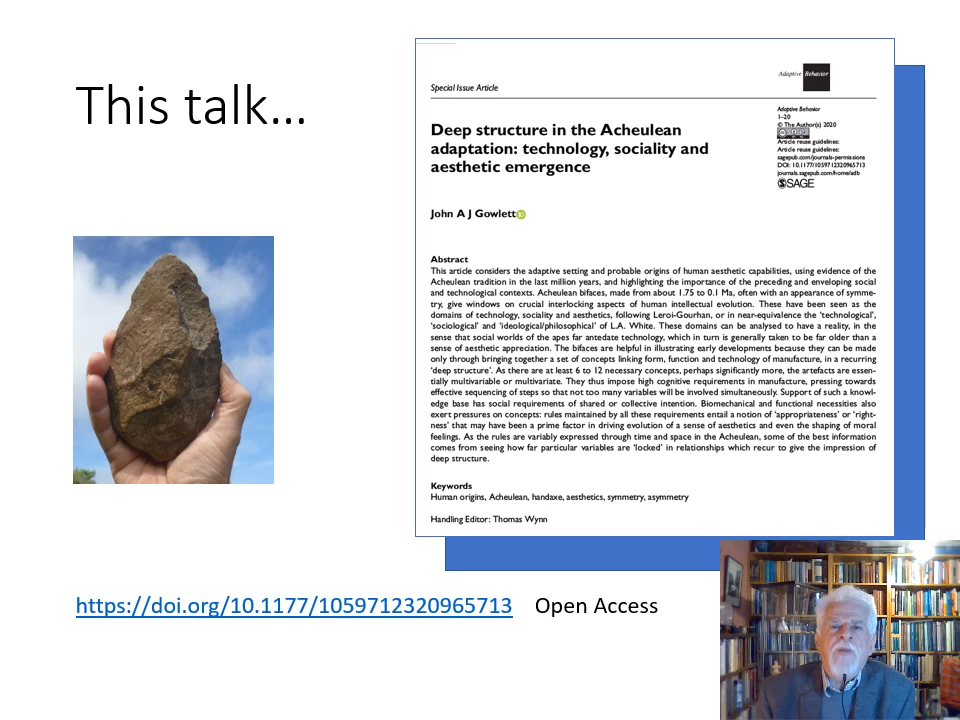 This talk...
Adaptive Behavior
Special Issue Article
Deep structure in the Acheulean
adaptation: technology, sociality and
aesthetic emergence
Adaptive Behavior
1–20
© The Author(s) 2020
Article reuse guidelines:
Article reuse guidelines:
sagepub.com/journals-permissions
DOI: 10.1177/1059712320965713
journals.sagepub.com/home/adb
SAGE
John A J Gowlett
Abstract
This article considers the adaptive setting and probable origins of human aesthetic capabilities, using evidence of the
Acheulean tradition in the last million years, and highlighting the importance of the preceding and enveloping social
and technological contexts. Acheulean bifaces, made from about 1.75 to 0.1 Ma, often with an appearance of symme-
try, give windows on crucial interlocking aspects of human intellectual evolution. These have been seen as the
domains of technology, sociality and aesthetics, following Leroi-Gourhan, or in near-equivalence the ‘technological’,
‘sociological’ and ‘ideological/philosophical’ of L.A. White. These domains can be analysed to have a reality, in the
sense that social worlds of the apes far antedate technology, which in turn is generally taken to be far older than a
sense of aesthetic appreciation. The bifaces are helpful in illustrating early developments because they can be made
only through bringing together a set of concepts linking form, function and technology of manufacture, in a recurring
‘deep structure’. As there are at least 6 to 12 necessary concepts, perhaps significantly more, the artefacts are essen-
tially multivariable or multivariate. They thus impose high cognitive requirements in manufacture, pressing towards
effective sequencing of steps so that not too many variables will be involved simultaneously. Support of such a knowl-
edge base has social requirements of shared or collective intention. Biomechanical and functional necessities also
exert pressures on concepts: rules maintained by all these requirements entail a notion of ‘appropriateness’ or ‘right-
ness’ that may have been a prime factor in driving evolution of a sense of aesthetics and even the shaping of moral
feelings. As the rules are variably expressed through time and space in the Acheulean, some of the best information
comes from seeing how far particular variables are ‘locked’ in relationships which recur to give the impression of
deep structure.
Keywords
Human origins, Acheulean, handaxe, aesthetics, symmetry, asymmetry
Handling Editor: Thomas Wynn
https://doi.org/10.1177/1059712320965713 Open Access